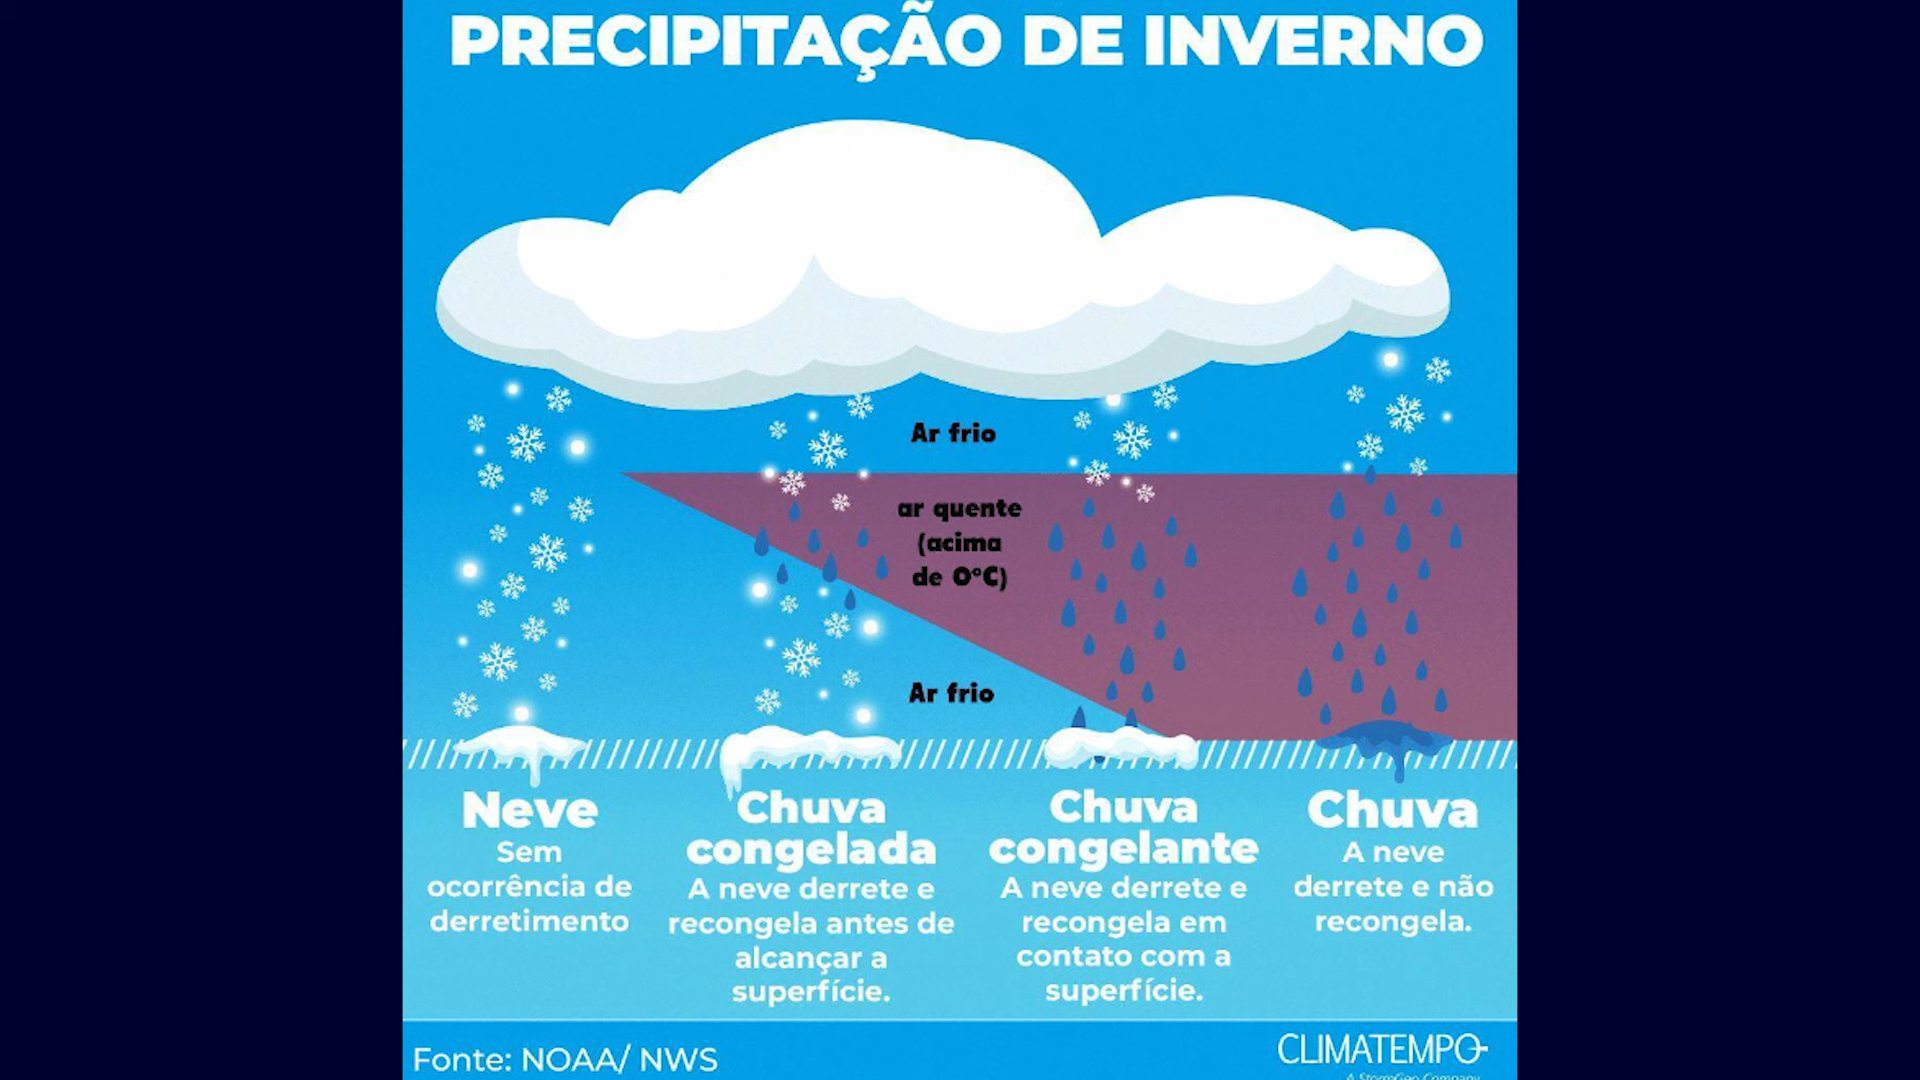 PRECIPITAÇÃO DE INVERNO
Ar frio
ar quente
(acima
de 0°C)
Ar frio
Neve
Sem
ocorrência de
derretimento
Chuva
congelada
A neve derrete e
recongela antes de
alcançar a
superfície.
Chuva
congelante
A neve derrete e
recongela em
contato com a
superfície.
Chuva
A neve
derrete e não
recongela.
Fonte: NOAA/ NWS
CLIMATEMPO
A StormGeo Company